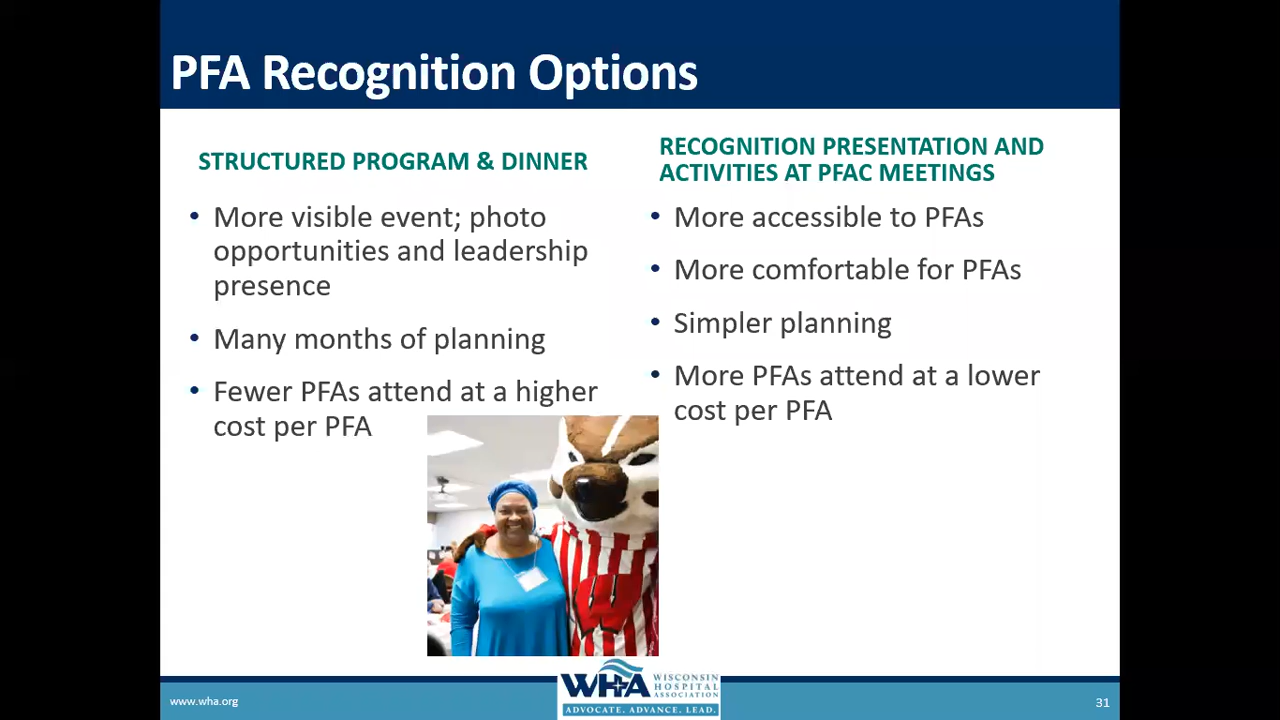 PFA Recognition Options
STRUCTURED PROGRAM & DINNER
• More visible event; photo
opportunities and leadership
presence
• Many months of planning
• Fewer PFAs attend at a higher
cost per PFA
RECOGNITION PRESENTATION AND
ACTIVITIES AT PFAC MEETINGS
• More accessible to PFAs
• More comfortable for PFAs
• Simpler planning
• More PFAs attend at a lower
cost per PFA
W
www.wha.org
WHA
WISCONSIN
HOSPITAL
ASSOCIATION
ADVOCATE. ADVANCE. LEAD.
31